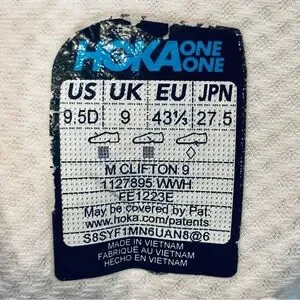 HOKA ONE ONE
US UK EU JPN
9.5D 9 43⅓ 27.5
M CLIFTON 9
1127895 WWH
FE1223E
May be covered by Pat:
www.hoka.com/patents
S8SYF1MN6UAN8@6
MADE IN VIETNAM
FABRIQUÉ AU VIETNAM
HECHO EN VIETNAM